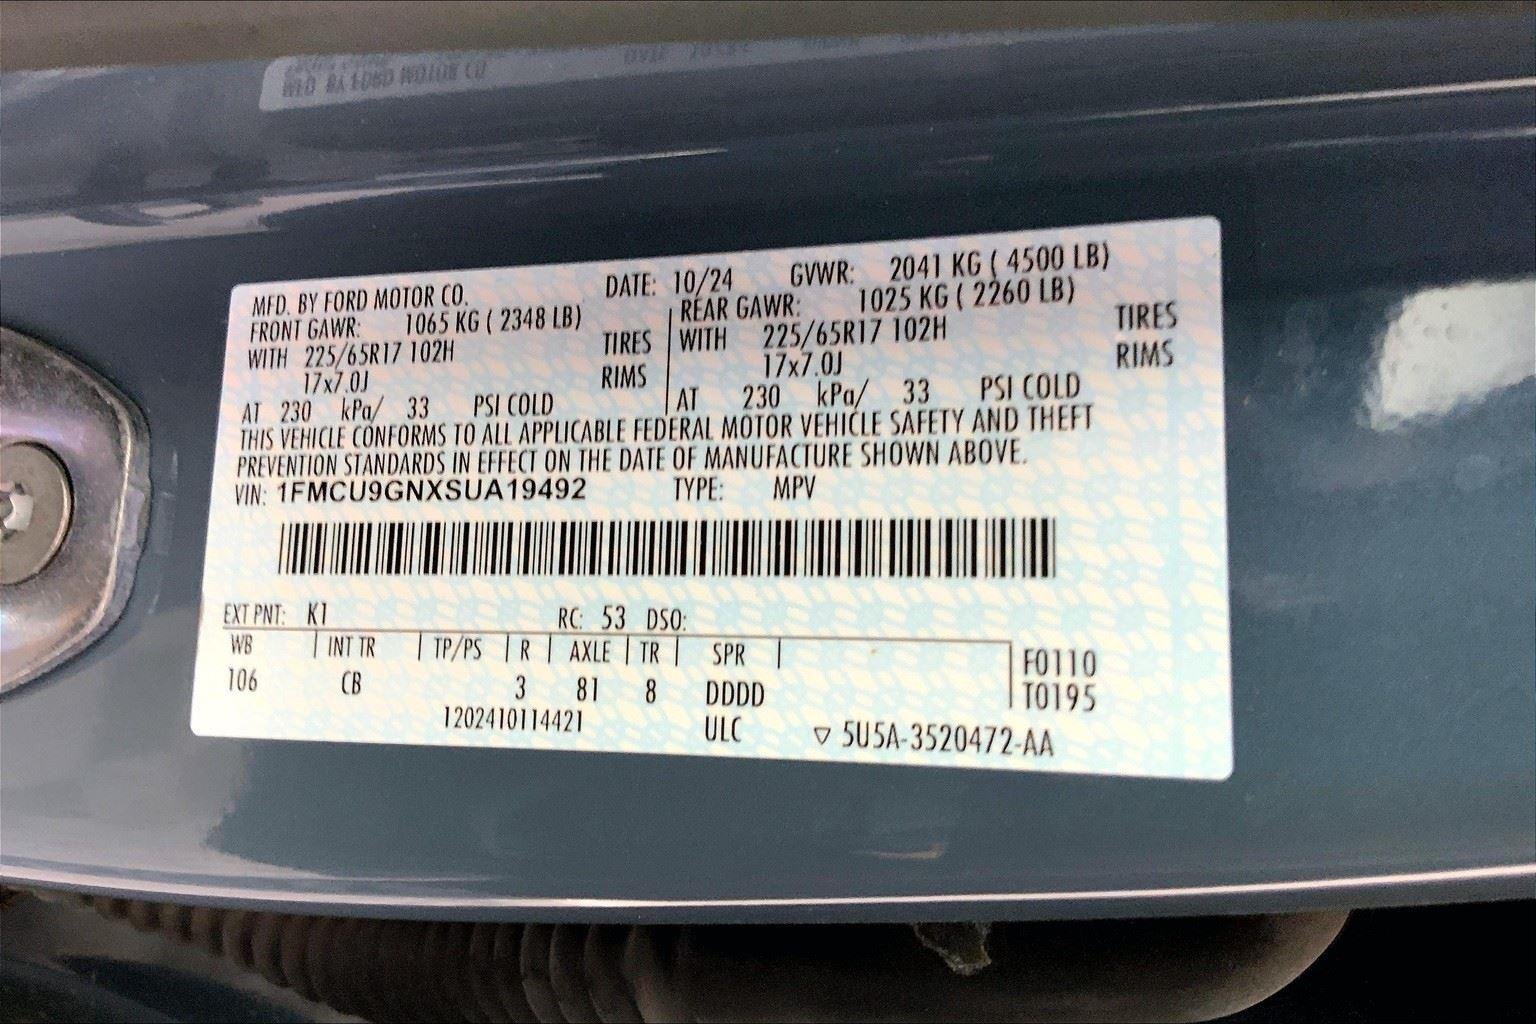 MFD. BY FORD MOTOR CO. DATE: 10/24 GVWR: 2041 KG ( 4500 LB)
FRONT GAWR: 1065 KG ( 2348 LB) REAR GAWR: 1025 KG ( 2260 LB)
WITH 225/65R17 102H TIRES WITH 225/65R17 102H TIRES
17x7.0J RIMS 17x7.0J RIMS
AT 230 kPa/ 33 PSI COLD AT 230 kPa/ 33 PSI COLD
THIS VEHICLE CONFORMS TO ALL APPLICABLE FEDERAL MOTOR VEHICLE SAFETY AND THEFT
PREVENTION STANDARDS IN EFFECT ON THE DATE OF MANUFACTURE SHOWN ABOVE.
VIN: 1FMCU9GNXSUA19492 TYPE: MPV
EXT PNT: K1 RC: 53 DSO:
WB INT TR TP/PS R AXLE TR SPR F0110
106 CB 3 81 8 DDDD T0195
1202410114421 ULC ▽ 5U5A-3520472-AA